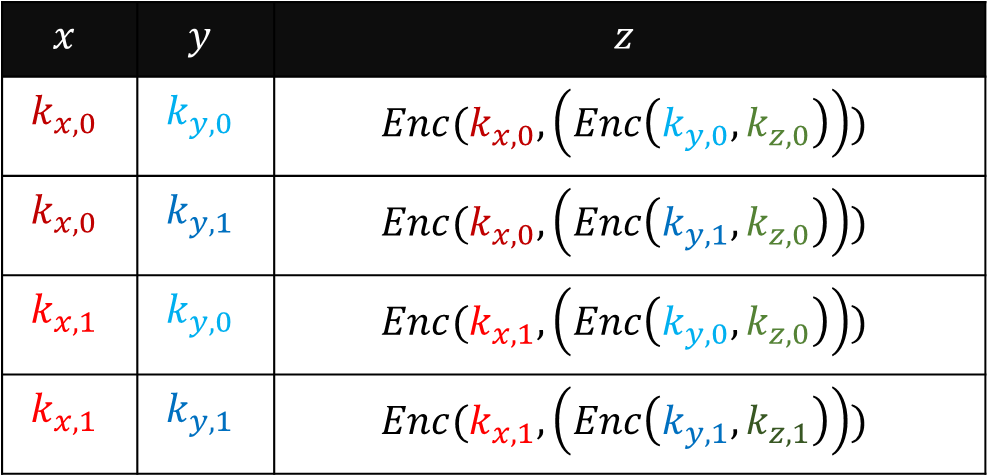 x y z
k_{x,0} k_{y,0} Enc(k_{x,0}, (Enc(k_{y,0}, k_{z,0})))
k_{x,0} k_{y,1} Enc(k_{x,0}, (Enc(k_{y,1}, k_{z,0})))
k_{x,1} k_{y,0} Enc(k_{x,1}, (Enc(k_{y,0}, k_{z,0})))
k_{x,1} k_{y,1} Enc(k_{x,1}, (Enc(k_{y,1}, k_{z,1})))